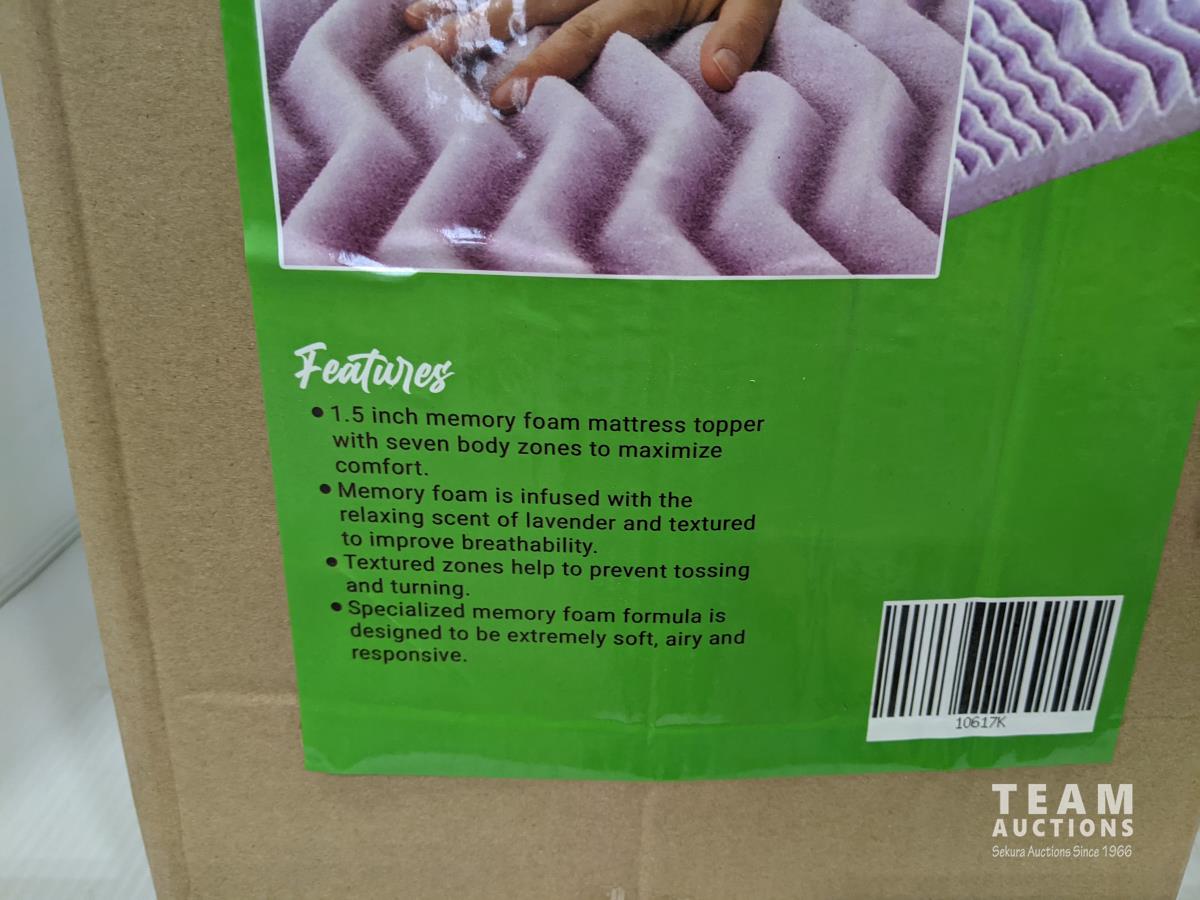 Features
• 1.5 inch memory foam mattress topper
with seven body zones to maximize
comfort.
• Memory foam is infused with the
relaxing scent of lavender and textured
to improve breathability.
• Textured zones help to prevent tossing
and turning.
• Specialized memory foam formula is
designed to be extremely soft, airy and
responsive.
10617K
TEAM
AUCTIONS
Sekura Auctions Since 1966